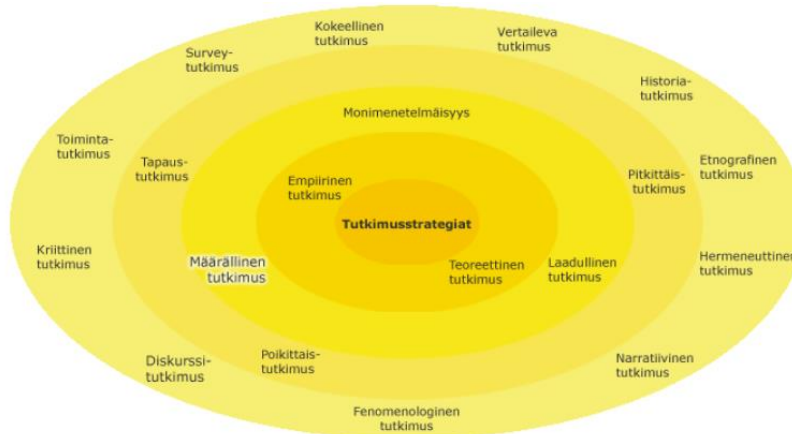 Kokeellinen
tutkimus
Vertaileva
tutkimus
Survey-
tutkimus
Historia-
tutkimus
Monimenetelmäisyys
Toiminta-
tutkimus
Tapaus-
tutkimus
Etnografinen
tutkimus
Pitkittäis-
tutkimus
Empiirinen
tutkimus
Tutkimusstrategiat
Kriittinen
tutkimus
Määrällinen
tutkimus
Teoreettinen
tutkimus
Laadullinen
tutkimus
Hermeneuttinen
tutkimus
Diskurssi-
tutkimus
Poikittais-
tutkimus
Narratiivinen
tutkimus
Fenomenologinen
tutkimus